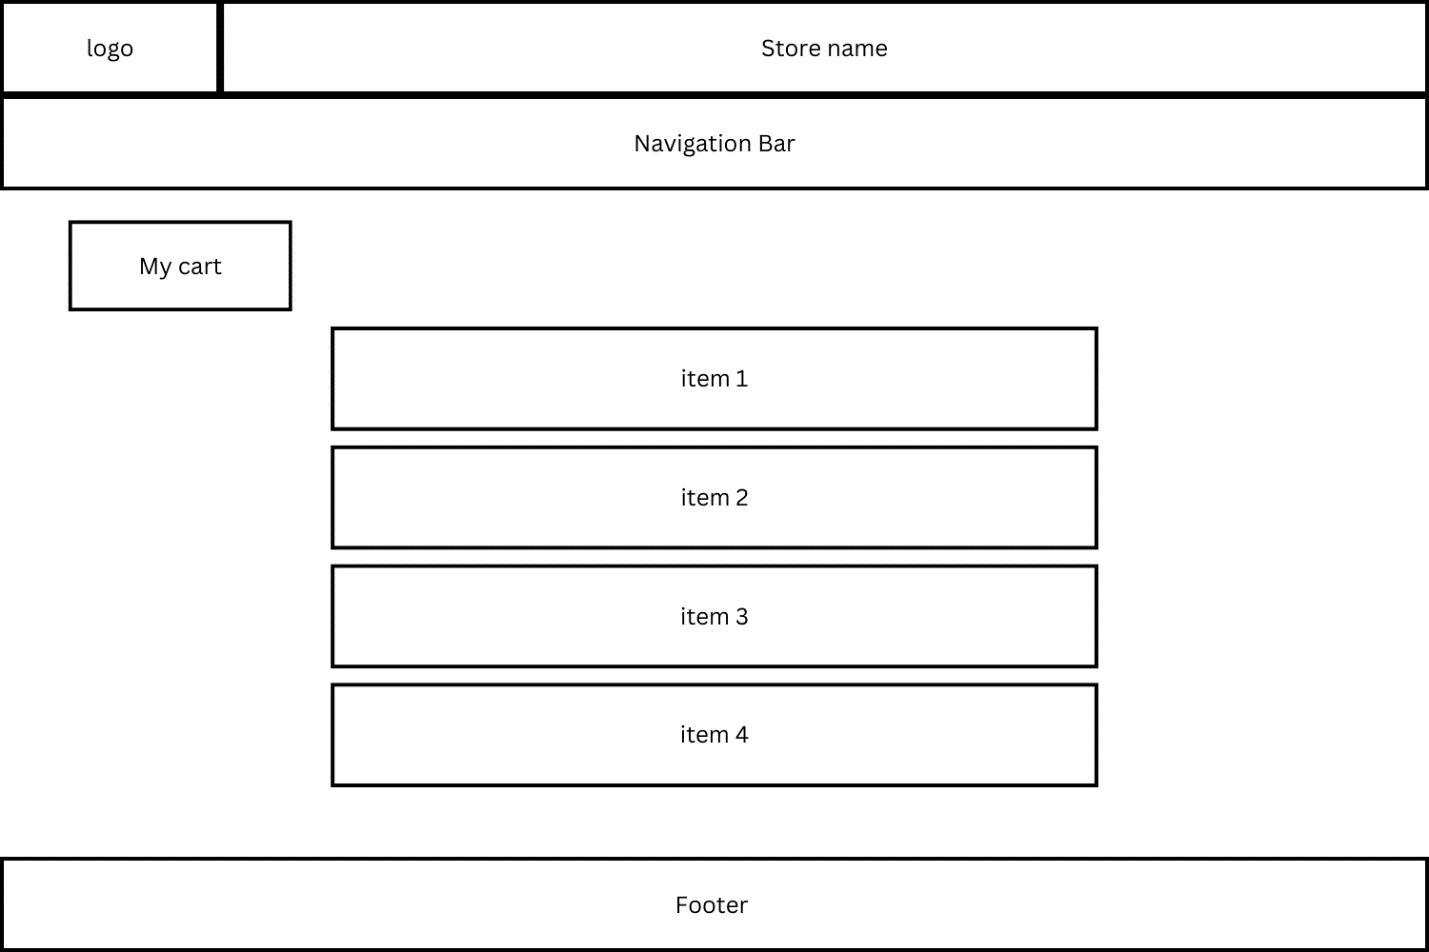 logo
Store name
Navigation Bar
My cart
item 1
item 2
item 3
item 4
Footer